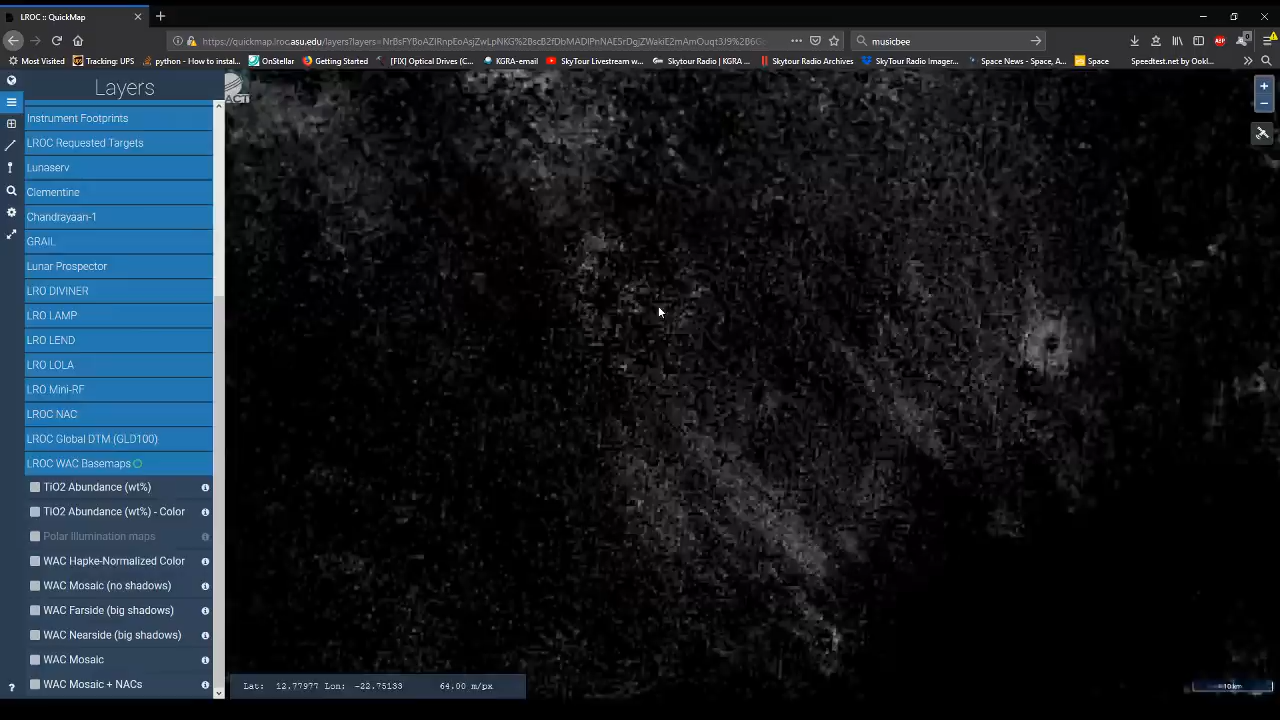 LROC :: QuickMap
https://quickmap.lroc.asu.edu/layers?layers=
musicbee
Most Visited
Tracking: UPS
python - How to install...
OnStellar
Getting Started
[FIX] Optical Drives (C...
KGRA-email
SkyTour Livestream w...
Skytour Radio | KGRA ...
Skytour Radio Archives
SkyTour Radio Imager...
Space News - Space, A...
Space
Speedtest.net by Ookl...
ABP
0
Layers
ACT
Instrument Footprints
LROC Requested Targets
Lunaserv
Clementine
Chandrayaan-1
GRAIL
Lunar Prospector
LRO DIVINER
LRO LAMP
LRO LEND
LRO LOLA
LRO Mini-RF
LROC NAC
LROC Global DTM (GLD100)
LROC WAC Basemaps
TiO2 Abundance (wt%)
TiO2 Abundance (wt%) - Color
Polar Illumination maps
WAC Hapke-Normalized Color
WAC Mosaic (no shadows)
WAC Farside (big shadows)
WAC Nearside (big shadows)
WAC Mosaic
WAC Mosaic + NACs
Lat: 12.77977 Lon: -22.75133 64.00 m/px
≈10 km